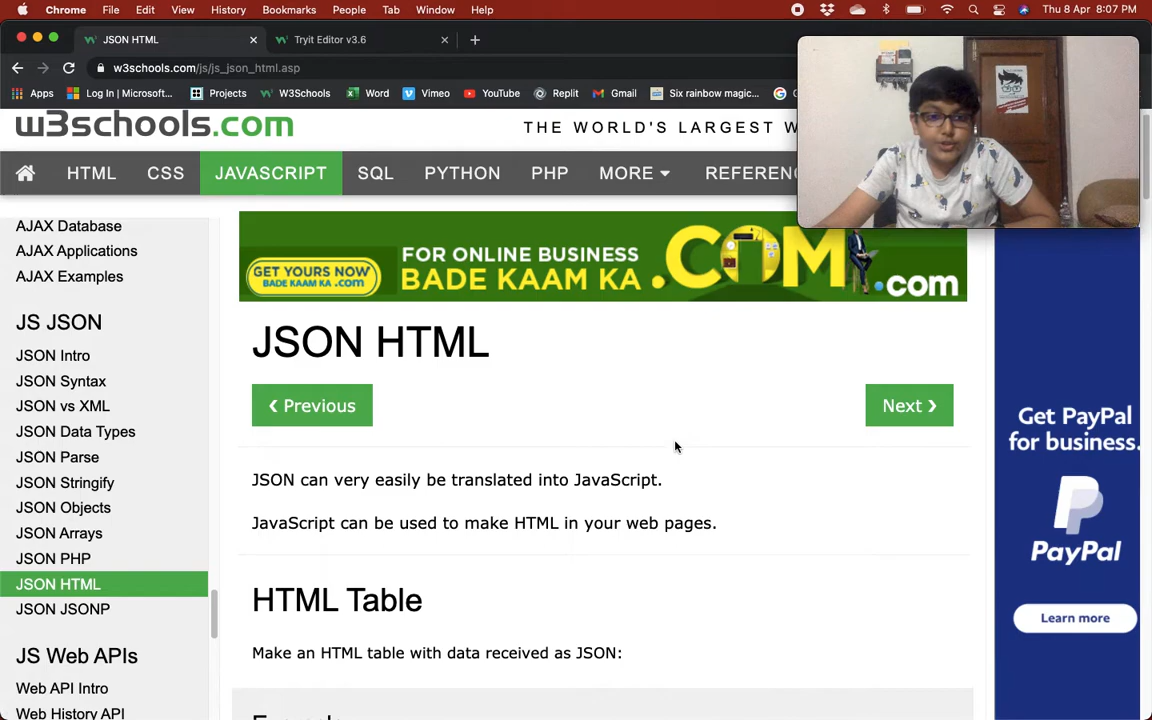 Chrome File Edit View History Bookmarks People Tab Window Help Thu 8 Apr 8:07 PM
JSON HTML Tryit Editor v3.6
w3schools.com/js/js_json_html.asp
Apps Log In | Microsoft... Projects W3Schools Word Vimeo YouTube Replit Gmail Six rainbow magic...
w3schools.com THE WORLD'S LARGEST W
HTML CSS JAVASCRIPT SQL PYTHON PHP MORE REFERENC
AJAX Database
AJAX Applications
AJAX Examples
JS JSON
JSON Intro
JSON Syntax
JSON vs XML
JSON Data Types
JSON Parse
JSON Stringify
JSON Objects
JSON Arrays
JSON PHP
JSON HTML
JSON JSONP
JS Web APIs
Web API Intro
Web History API
GET YOURS NOW
BADE KAAM KA .com
FOR ONLINE BUSINESS
BADE KAAM KA .COM
.com
JSON HTML
❮ Previous Next ❯
JSON can very easily be translated into JavaScript.
JavaScript can be used to make HTML in your web pages.
HTML Table
Make an HTML table with data received as JSON:
Example
Get PayPal
for business.
PayPal
Learn more